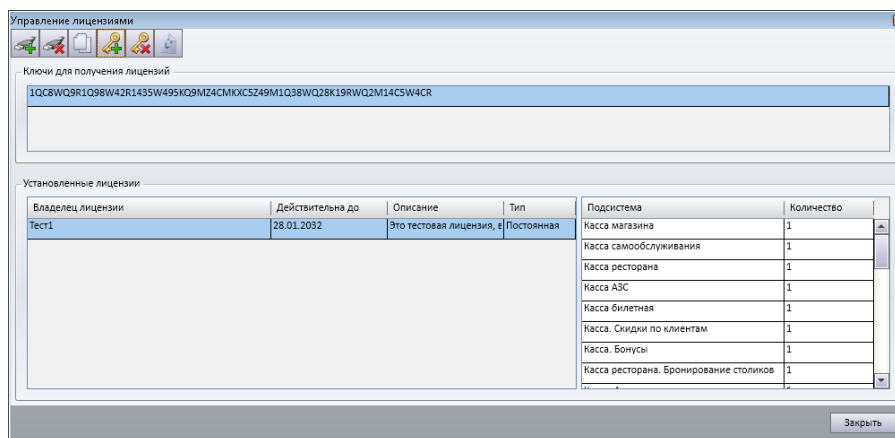 Управление лицензиями
Ключи для получения лицензий
1QC8WQ9R1Q98W42R1435W495KQ9MZ4CMKXC5Z49M1Q38WQ28K19RWQ2M14C5W4CR
Установленные лицензии
Владелец лицензии Действительна до Описание Тип
Тест1 28.01.2032 Это тестовая лицензия, Постоянная
Подсистема Количество
Касса магазина 1
Касса самообслуживания 1
Касса ресторана 1
Касса АЗС 1
Касса билетная 1
Касса. Скидки по клиентам 1
Касса. Бонусы 1
Касса ресторана. Бронирование столиков 1
Закрыть